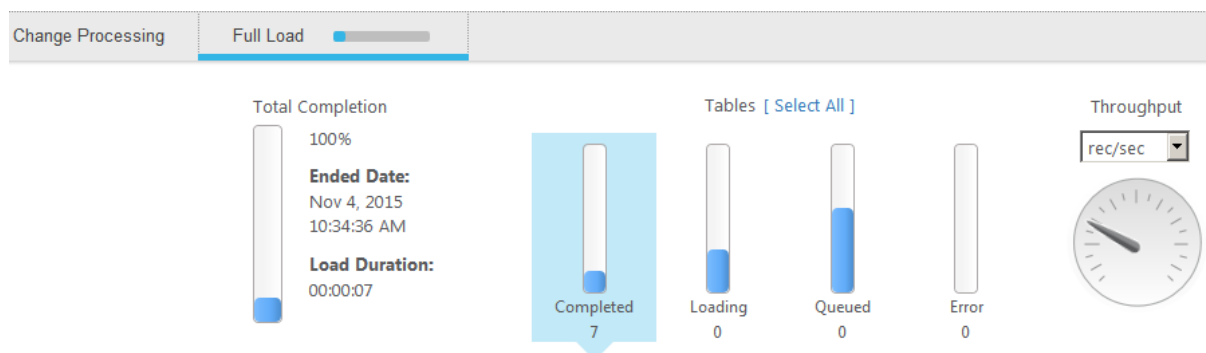 Change Processing
Full Load
Total Completion
100%
Ended Date:
Nov 4, 2015
10:34:36 AM
Load Duration:
00:00:07
Tables [ Select All ]
Completed
7
Loading
0
Queued
0
Error
0
Throughput
rec/sec